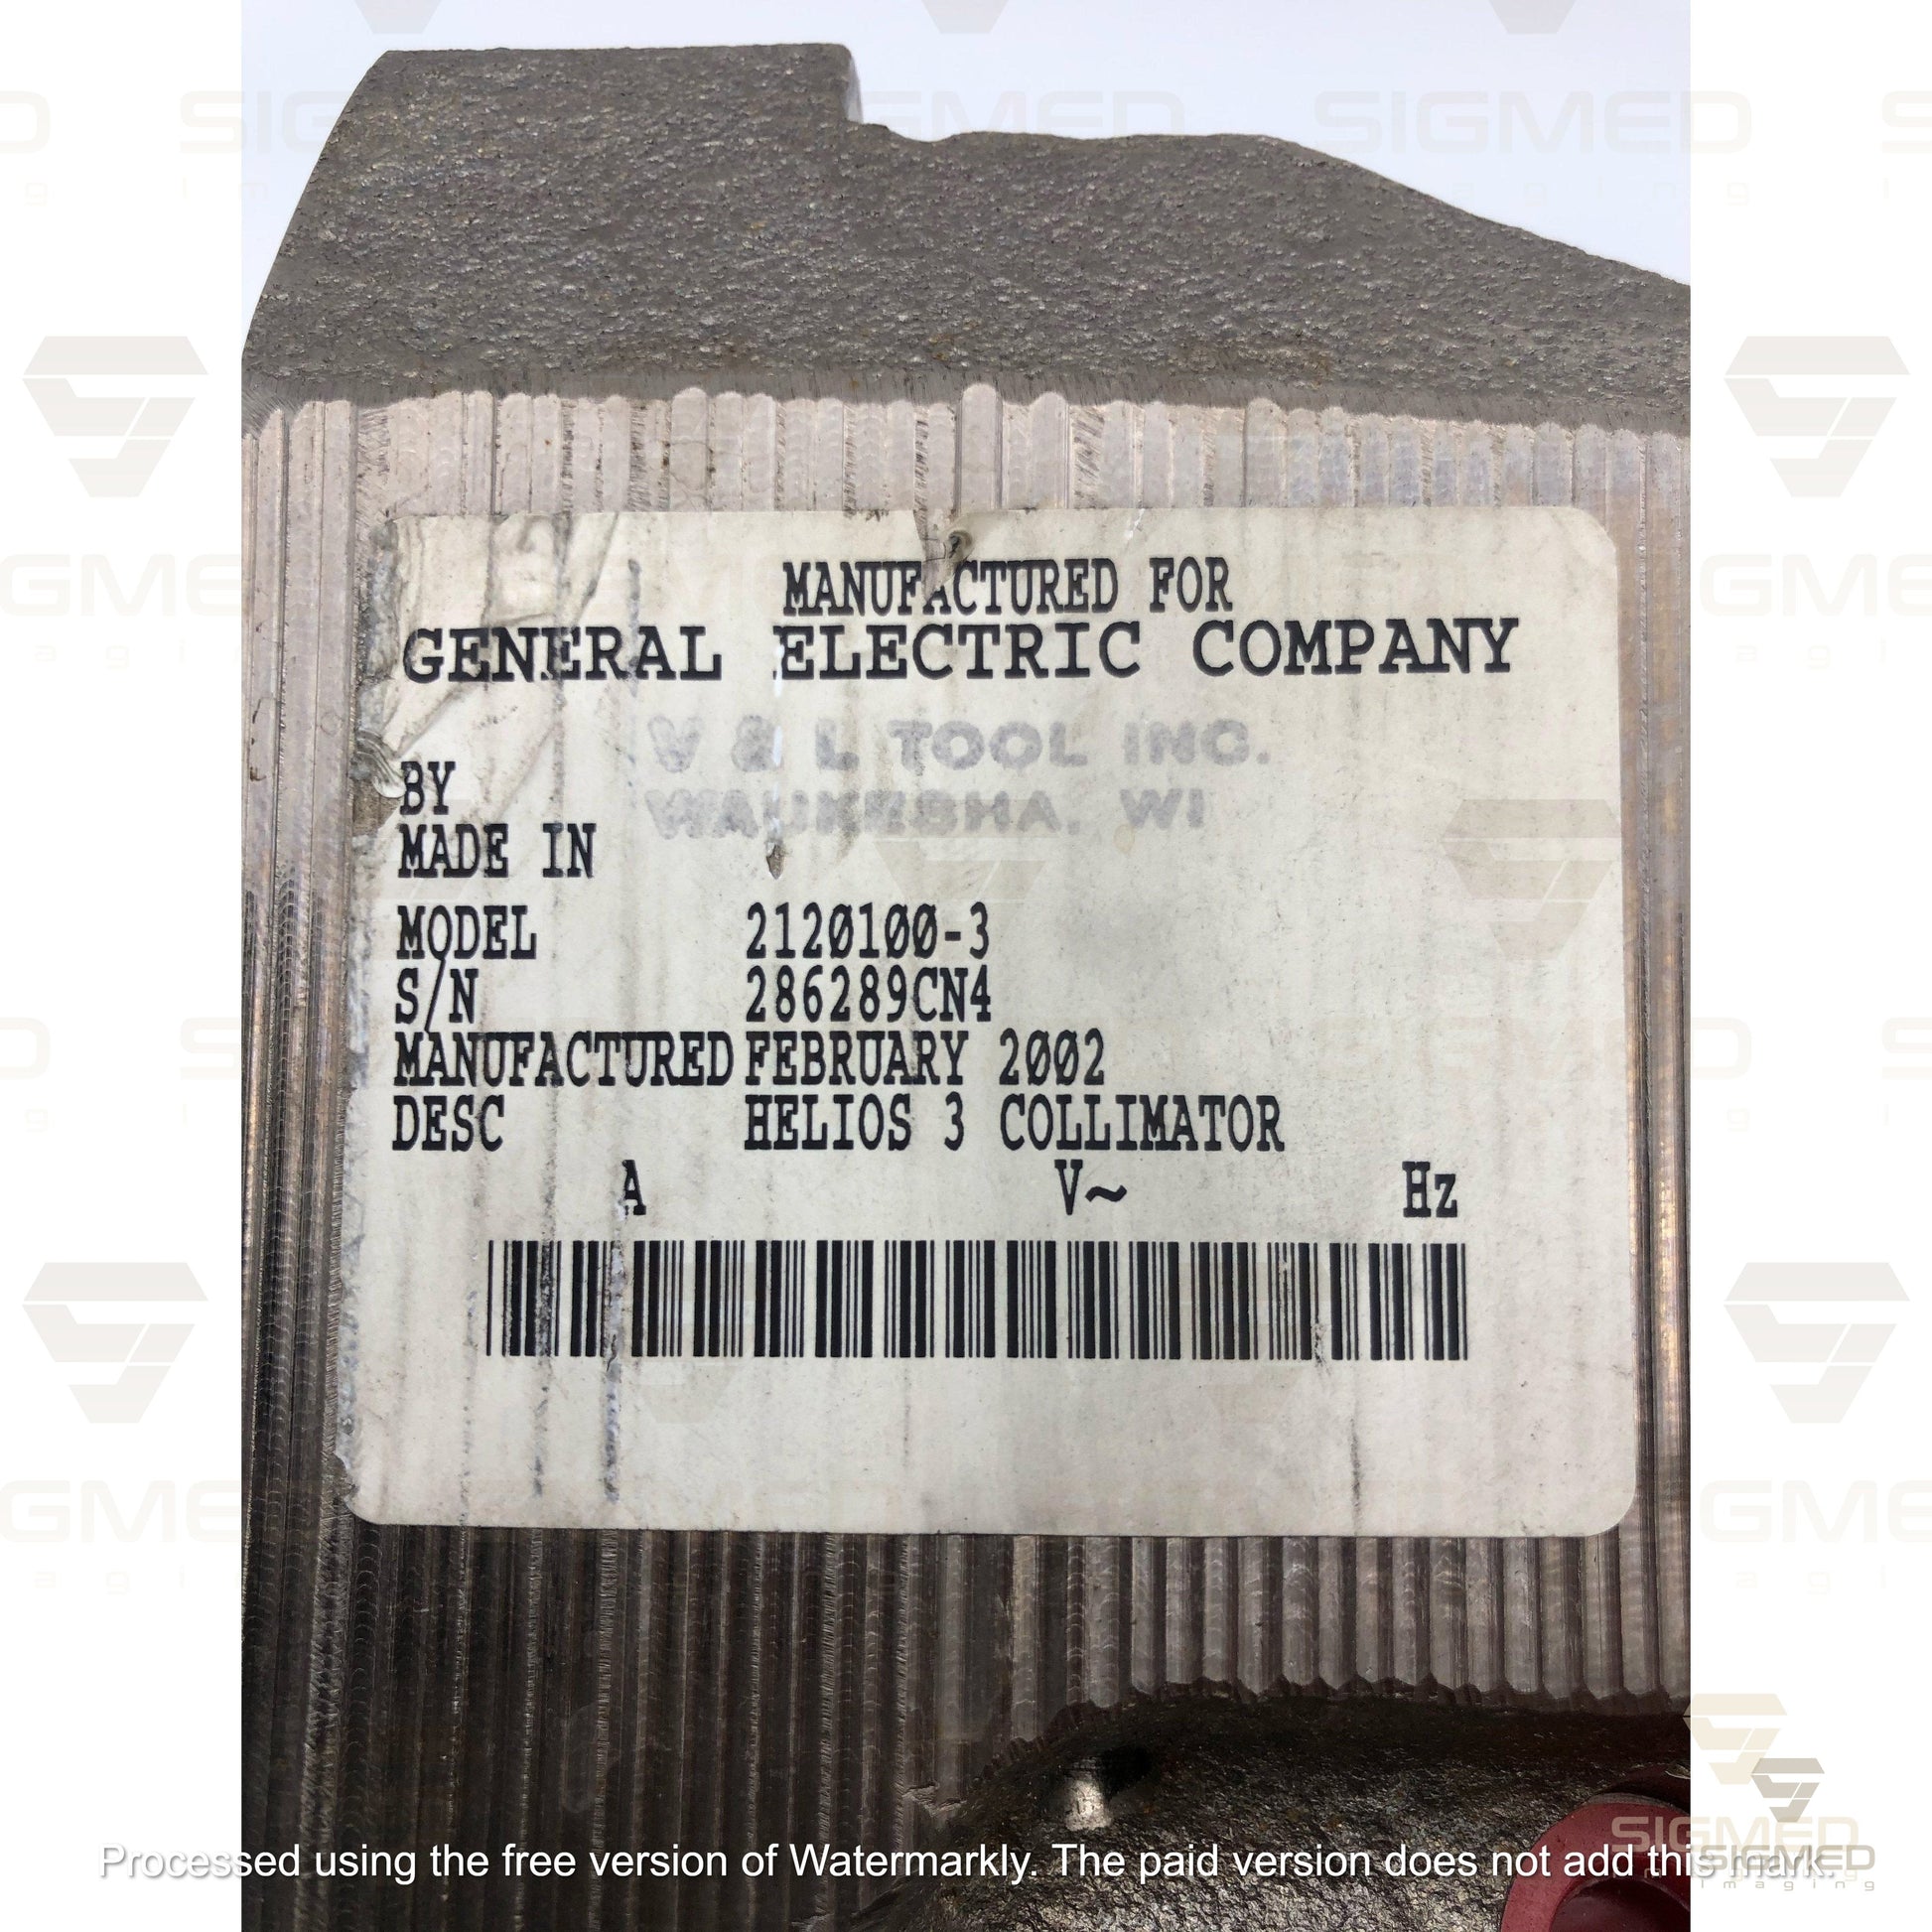 MANUFACTURED FOR
GENERAL ELECTRIC COMPANY
V & L TOOL INC.
BY
WAUKESHA, WI
MADE IN
MODEL 2120100-3
S/N 286289CN4
MANUFACTURED FEBRUARY 2002
DESC HELIOS 3 COLLIMATOR
A V~ Hz
Processed using the free version of Watermarkly. The paid version does not add this mark.
SIGMED
imaging